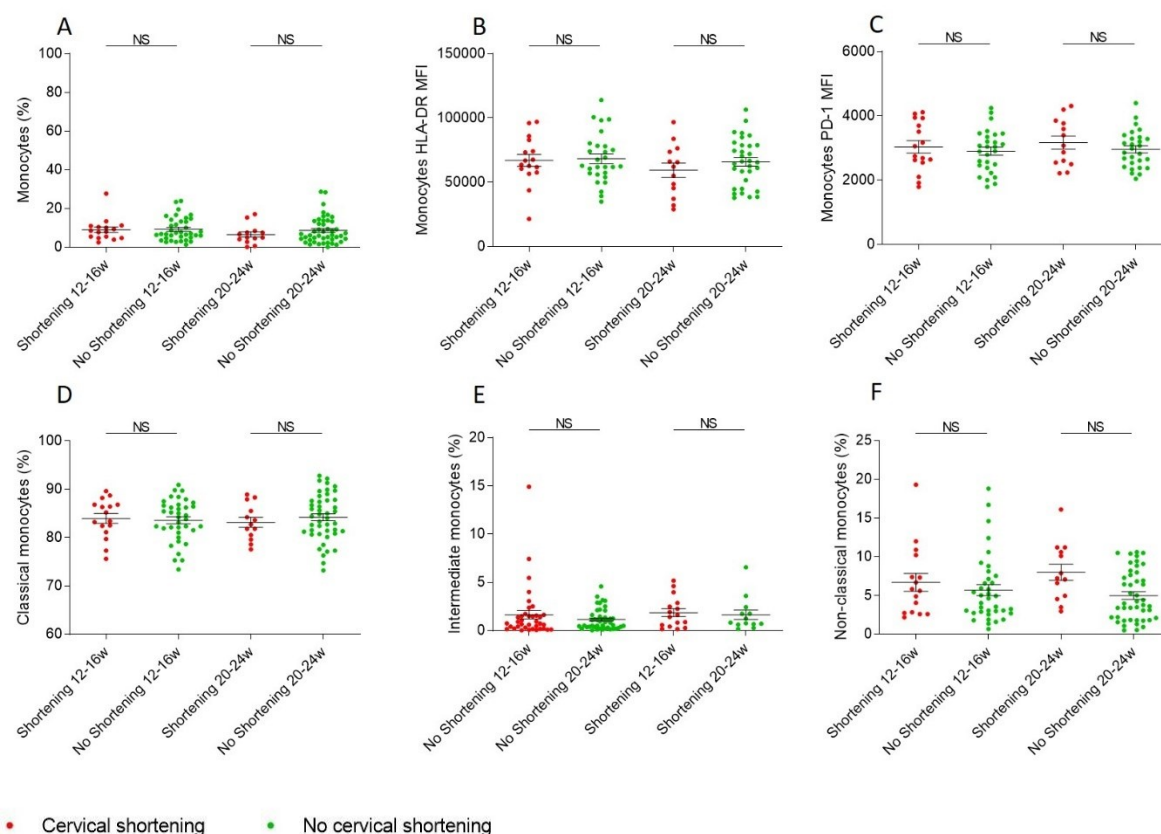 A
NS
NS
Monocytes (%)
100
80
60
40
20
0
Shortening 12-16w
No Shortening 12-16w
Shortening 20-24w
No Shortening 20-24w
B
NS
NS
Monocytes HLA-DR MFI
150000
100000
50000
0
Shortening 12-16w
No Shortening 12-16w
Shortening 20-24w
No Shortening 20-24w
C
NS
NS
Monocytes PD-1 MFI
6000
4000
2000
0
Shortening 12-16w
No Shortening 12-16w
Shortening 20-24w
No Shortening 20-24w
D
NS
NS
Classical monocytes (%)
100
90
80
70
60
Shortening 12-16w
No Shortening 12-16w
Shortening 20-24w
No Shortening 20-24w
E
NS
NS
Intermediate monocytes (%)
20
15
10
5
0
No Shortening 12-16w
No Shortening 20-24w
Shortening 12-16w
Shortening 20-24w
F
NS
NS
Non-classical monocytes (%)
25
20
15
10
5
0
Shortening 12-16w
No Shortening 12-16w
Shortening 20-24w
No Shortening 20-24w
Cervical shortening
No cervical shortening